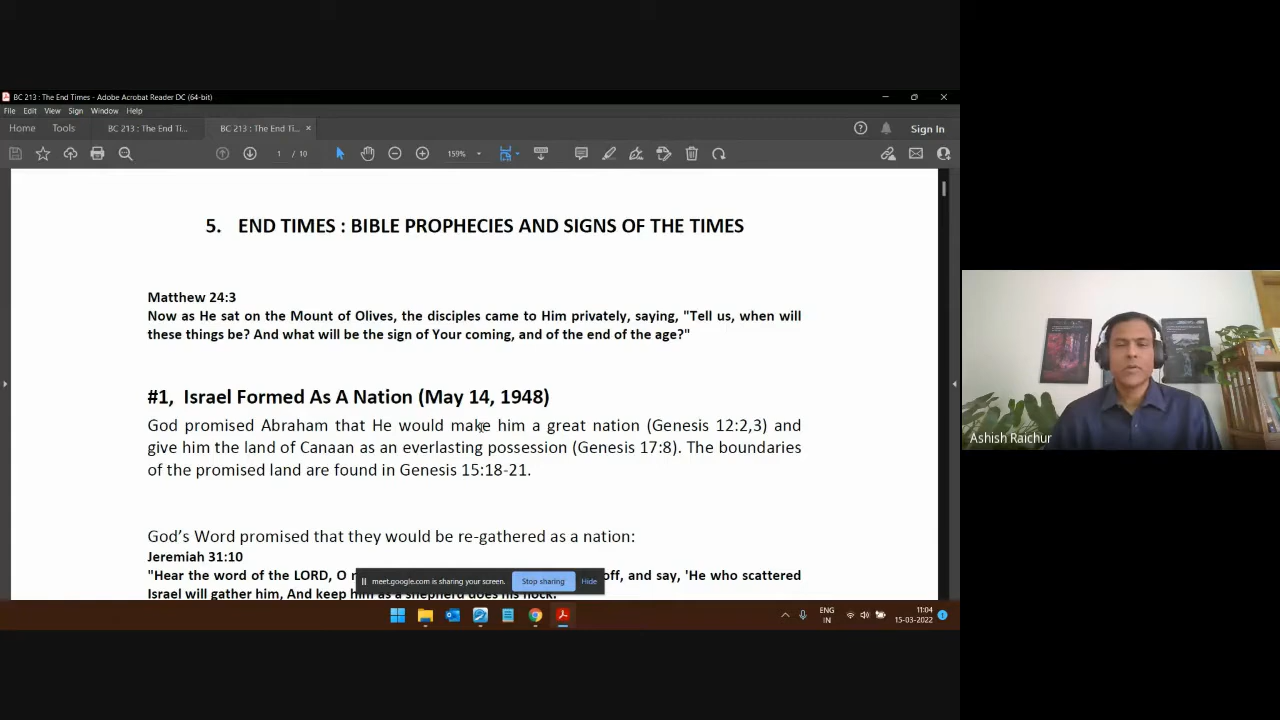 BC 213 : The End Times - Adobe Acrobat Reader DC (64-bit)
File Edit View Sign Window Help
Home Tools BC 213 : The End Ti... BC 213 : The End Ti... × Sign In
1 / 10 159%
5. END TIMES : BIBLE PROPHECIES AND SIGNS OF THE TIMES
Matthew 24:3
Now as He sat on the Mount of Olives, the disciples came to Him privately, saying, "Tell us, when will
these things be? And what will be the sign of Your coming, and of the end of the age?"
#1, Israel Formed As A Nation (May 14, 1948)
God promised Abraham that He would make him a great nation (Genesis 12:2,3) and
give him the land of Canaan as an everlasting possession (Genesis 17:8). The boundaries
of the promised land are found in Genesis 15:18-21.
God's Word promised that they would be re-gathered as a nation:
Jeremiah 31:10
"Hear the word of the LORD, O off, and say, 'He who scattered
Israel will gather him, And keep him as a shepherd does his flock.
meet.google.com is sharing your screen. Stop sharing Hide
Ashish Raichur
ENG
IN
11:04
15-03-2022